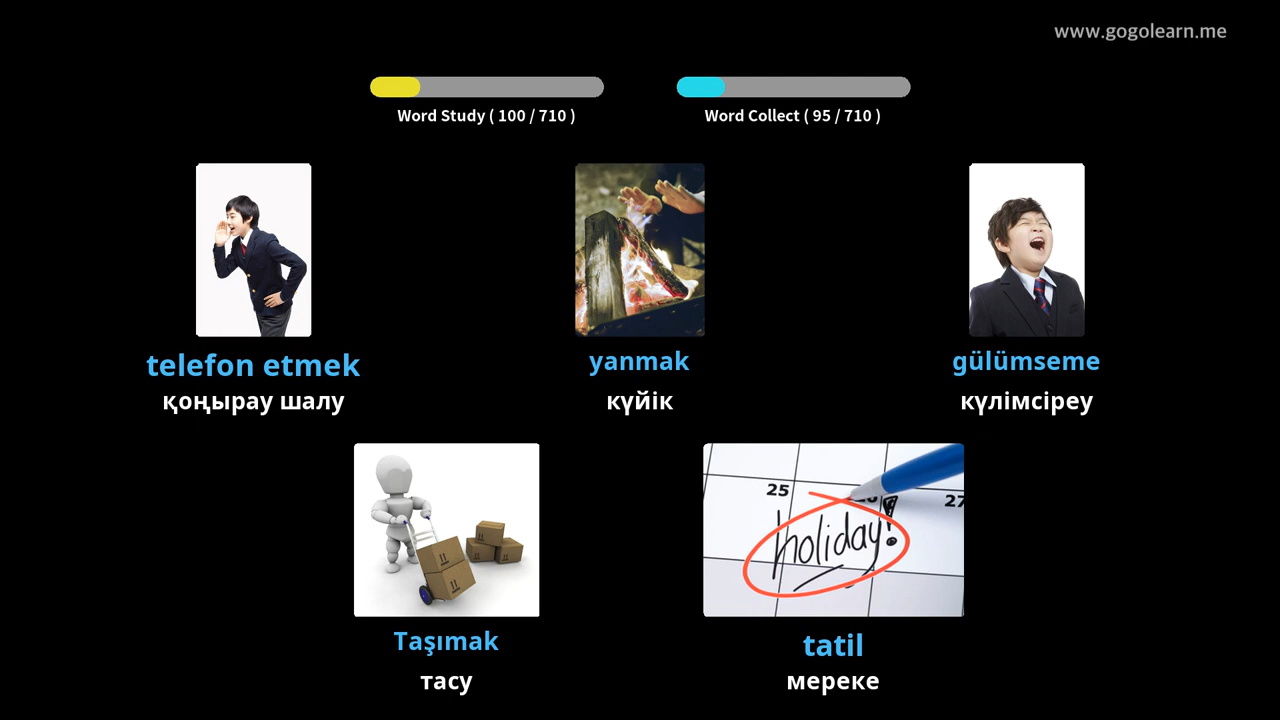 www.gogolearn.me
Word Study ( 100 / 710 )
Word Collect ( 95 / 710 )
telefon etmek
қоңырау шалу
yanmak
күйік
gülümseme
күлімсіреу
25
27
holiday!
Taşımak
тасу
tatil
мереке